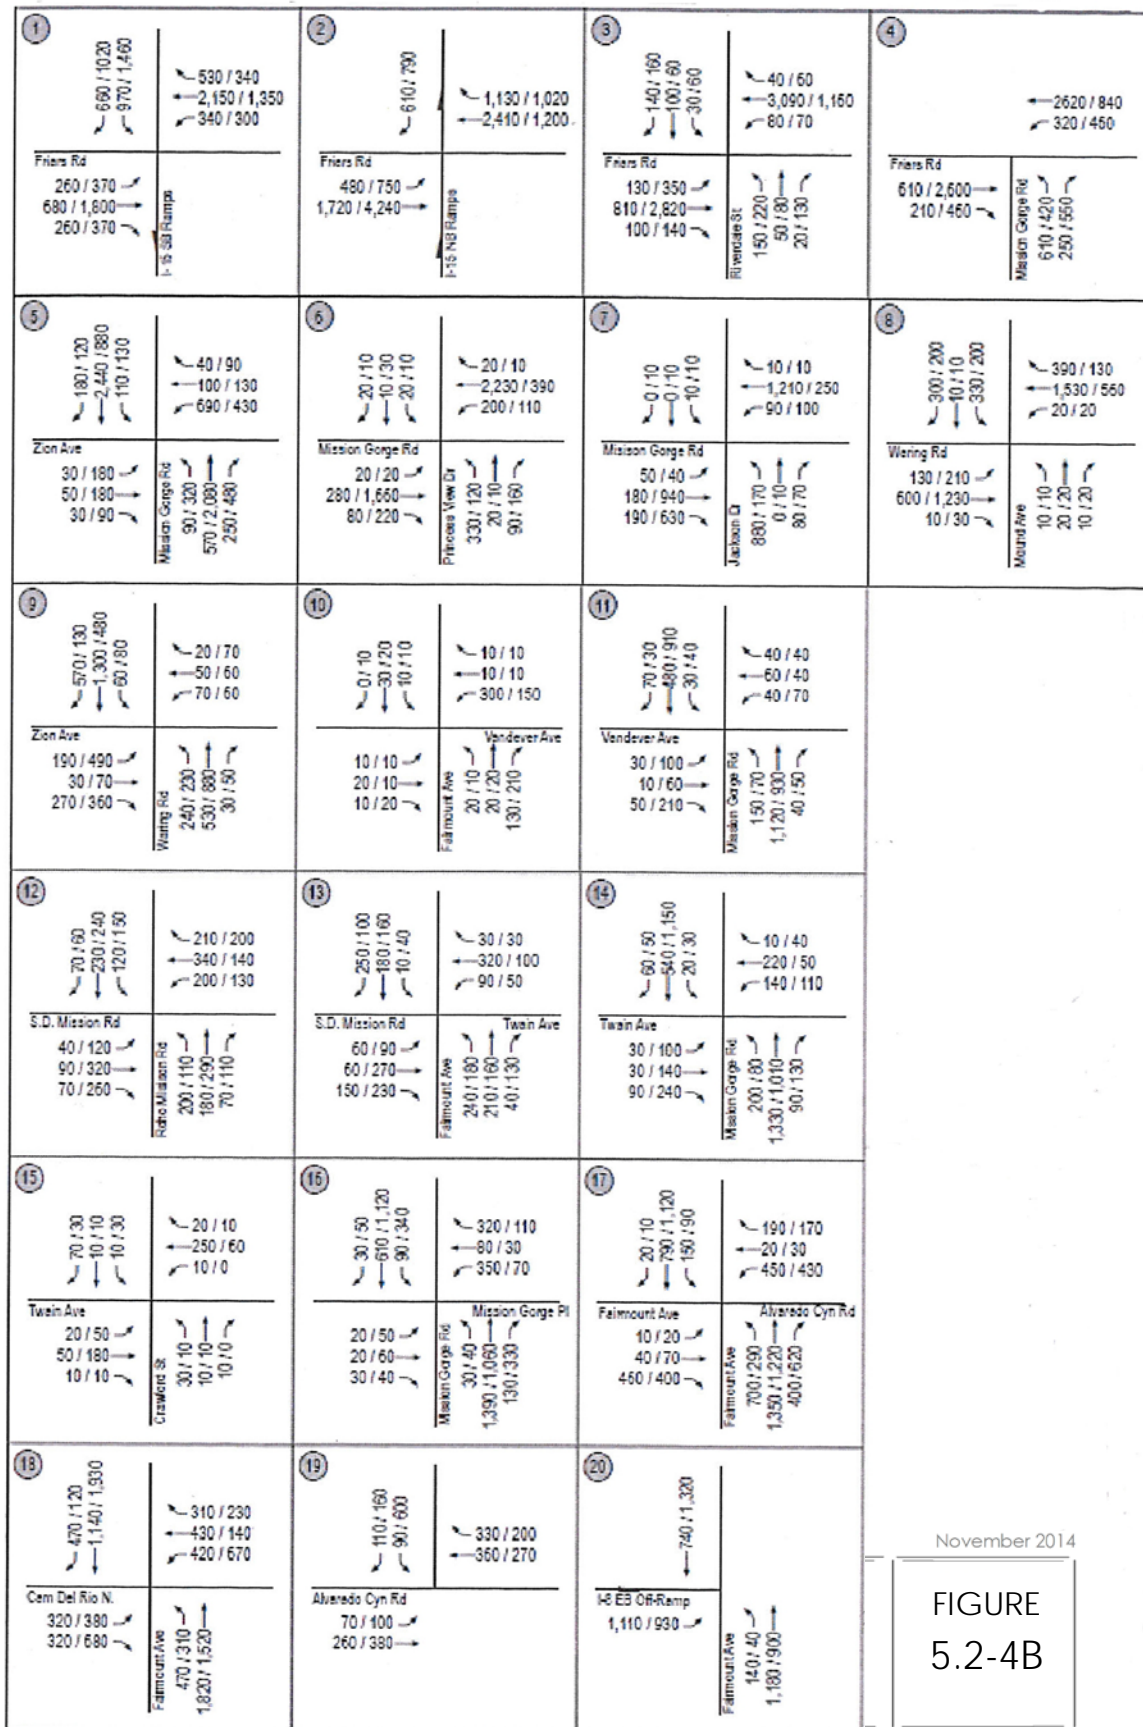 1
660 / 1020
970 / 1,460
530 / 340
2,150 / 1,350
340 / 300
Friars Rd
260 / 370
680 / 1,800
260 / 370
I-15 SB Ramps
2
610 / 790
1,130 / 1,020
2,410 / 1,200
Friars Rd
480 / 750
1,720 / 4,240
I-15 NB Ramps
3
140 / 160
100 / 60
30 / 60
40 / 60
3,090 / 1,160
80 / 70
Friars Rd
130 / 350
810 / 2,820
100 / 140
Riverdale St
150 / 220
50 / 80
20 / 130
4
2620 / 840
320 / 450
Friars Rd
610 / 2,600
210 / 460
Mission Gorge Rd
610 / 420
250 / 550
5
180 / 120
2,440 / 880
110 / 130
40 / 90
100 / 130
690 / 430
Zion Ave
30 / 180
50 / 180
30 / 90
Mission Gorge Rd
90 / 320
570 / 2,080
250 / 480
6
20 / 10
10 / 30
20 / 10
20 / 10
2,230 / 390
200 / 110
Mission Gorge Rd
20 / 20
280 / 1,660
80 / 220
Princess View Dr
330 / 120
20 / 10
90 / 160
7
0 / 10
0 / 10
10 / 10
10 / 10
1,210 / 250
90 / 100
Misison Gorge Rd
50 / 40
180 / 940
190 / 630
Jackson Dr
880 / 170
0 / 10
80 / 70
8
300 / 200
10 / 10
330 / 200
390 / 130
1,530 / 560
20 / 20
Waring Rd
130 / 210
600 / 1,230
10 / 30
Mound Ave
10 / 10
20 / 20
10 / 20
9
570 / 130
1,300 / 480
60 / 80
20 / 70
50 / 60
70 / 60
Zion Ave
190 / 490
30 / 70
270 / 360
Waring Rd
240 / 230
530 / 880
30 / 50
10
0 / 10
30 / 20
10 / 10
10 / 10
10 / 10
300 / 150
Vandever Ave
10 / 10
20 / 10
10 / 20
Fairmount Ave
20 / 10
20 / 20
130 / 210
11
70 / 30
480 / 910
30 / 40
40 / 40
60 / 40
40 / 70
Vandever Ave
30 / 100
10 / 60
50 / 210
Mission Gorge Rd
150 / 70
1,120 / 930
40 / 50
12
70 / 60
230 / 240
120 / 150
210 / 200
340 / 140
200 / 130
S.D. Mission Rd
40 / 120
90 / 320
70 / 260
Rcho Mission Rd
200 / 110
180 / 290
70 / 110
13
250 / 100
180 / 160
10 / 40
30 / 30
320 / 100
90 / 50
S.D. Mission Rd
Twain Ave
60 / 90
60 / 270
150 / 230
Fairmount Ave
240 / 180
210 / 160
40 / 130
14
60 / 50
540 / 1,150
20 / 30
10 / 40
220 / 50
140 / 110
Twain Ave
30 / 100
30 / 140
90 / 240
Mission Gorge Rd
200 / 80
1,330 / 1,010
90 / 130
15
70 / 30
10 / 10
10 / 30
20 / 10
250 / 60
10 / 0
Twain Ave
20 / 50
50 / 180
10 / 10
Crawford St
30 / 10
10 / 10
10 / 0
16
30 / 50
610 / 1,120
90 / 340
320 / 110
80 / 30
350 / 70
Mission Gorge Pl
20 / 50
20 / 60
30 / 40
Mission Gorge Rd
30 / 40
1,390 / 1,060
130 / 330
17
20 / 10
790 / 1,120
150 / 90
190 / 170
20 / 30
450 / 430
Fairmount Ave
Alvarado Cyn Rd
10 / 20
40 / 70
450 / 400
Fairmount Ave
700 / 290
1,350 / 1,220
400 / 620
18
470 / 120
1,140 / 1,930
310 / 230
430 / 140
420 / 670
Cam Del Rio N.
320 / 380
320 / 680
Fairmount Ave
470 / 310
1,820 / 1,520
19
110 / 160
90 / 600
330 / 200
360 / 270
Alvarado Cyn Rd
70 / 100
260 / 380
20
740 / 1,320
I-8 EB Off-Ramp
1,110 / 930
Fairmount Ave
140 / 40
1,180 / 900
November 2014
FIGURE
5.2-4B